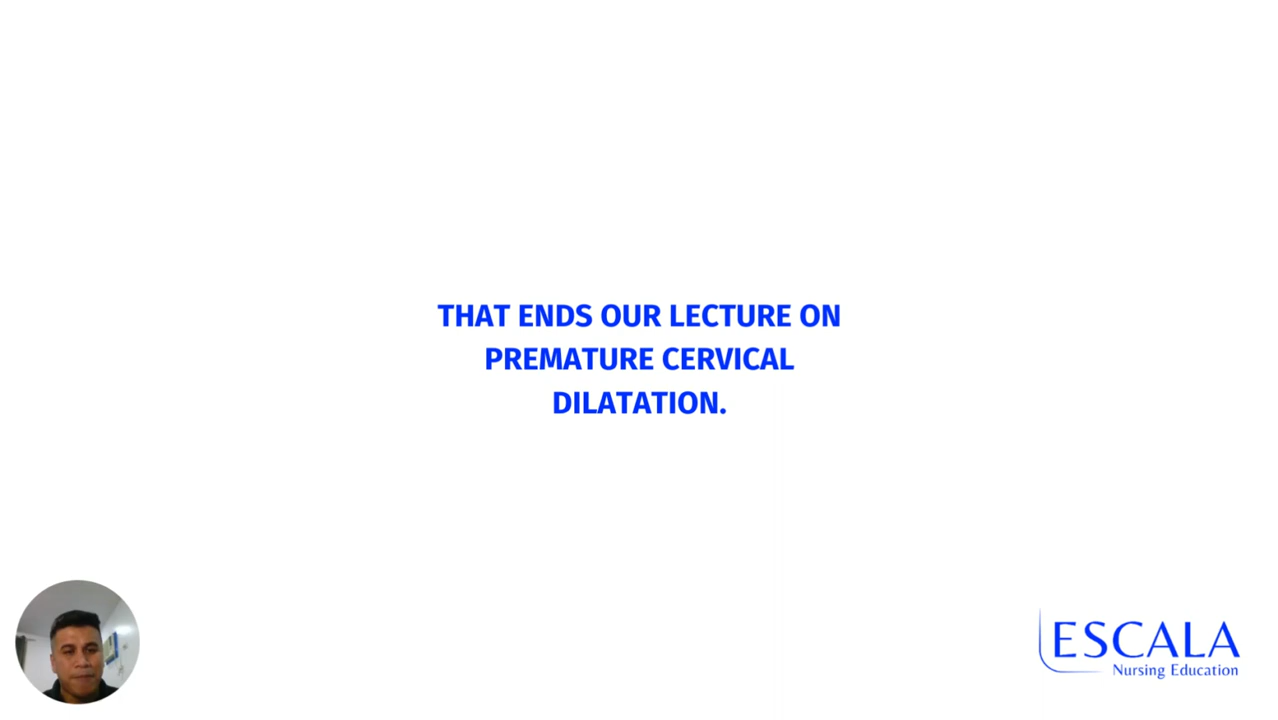 THAT ENDS OUR LECTURE ON
PREMATURE CERVICAL
DILATATION.
ESCALA
Nursing Education